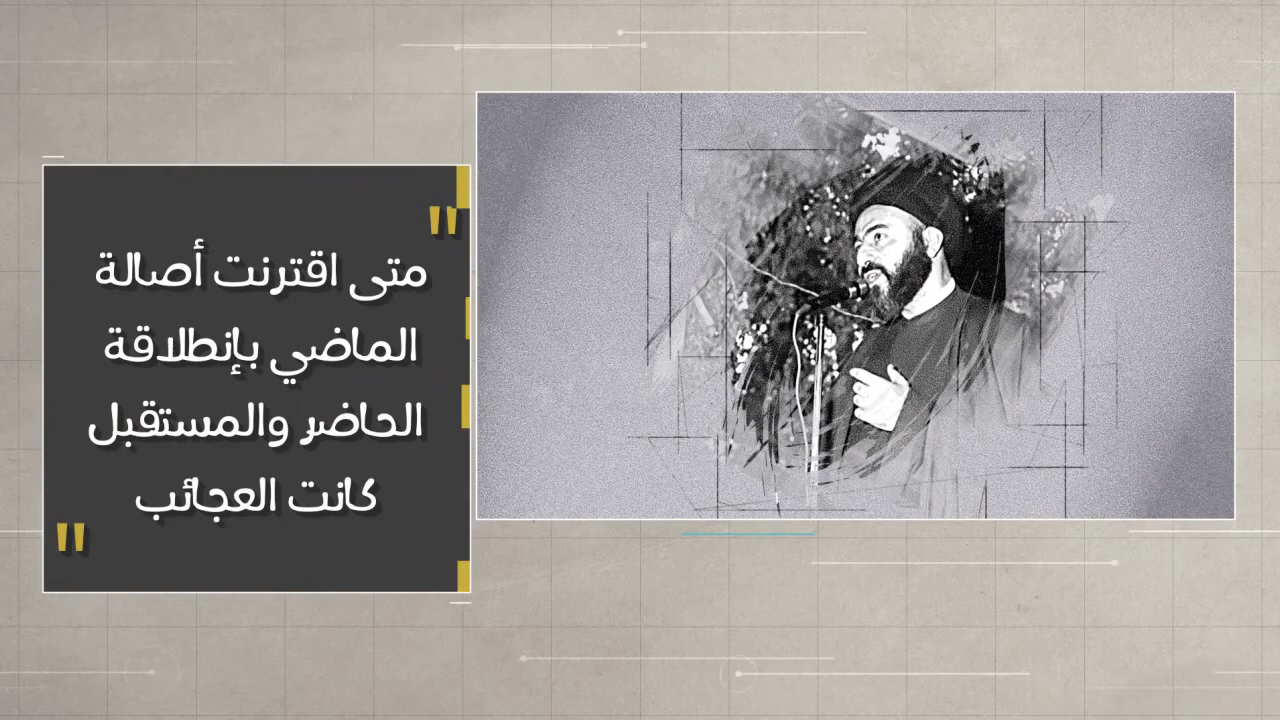 "
متى اقترنت أصالة
الماضي بإنطلاقة
الحاضر والمستقبل
كانت العجائب
"